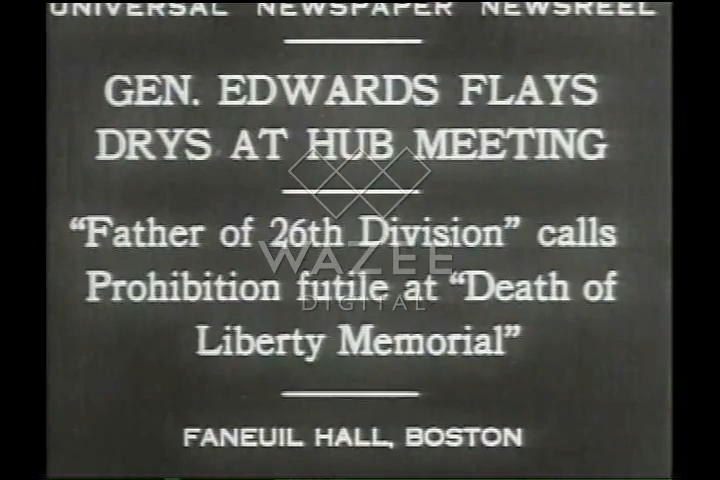 UNIVERSAL NEWSPAPER NEWSREEL
GEN. EDWARDS FLAYS
DRYS AT HUB MEETING
"Father of 26th Division" calls
WAZEE
Prohibition futile at "Death of
DIGITAL
Liberty Memorial"
FANEUIL HALL, BOSTON